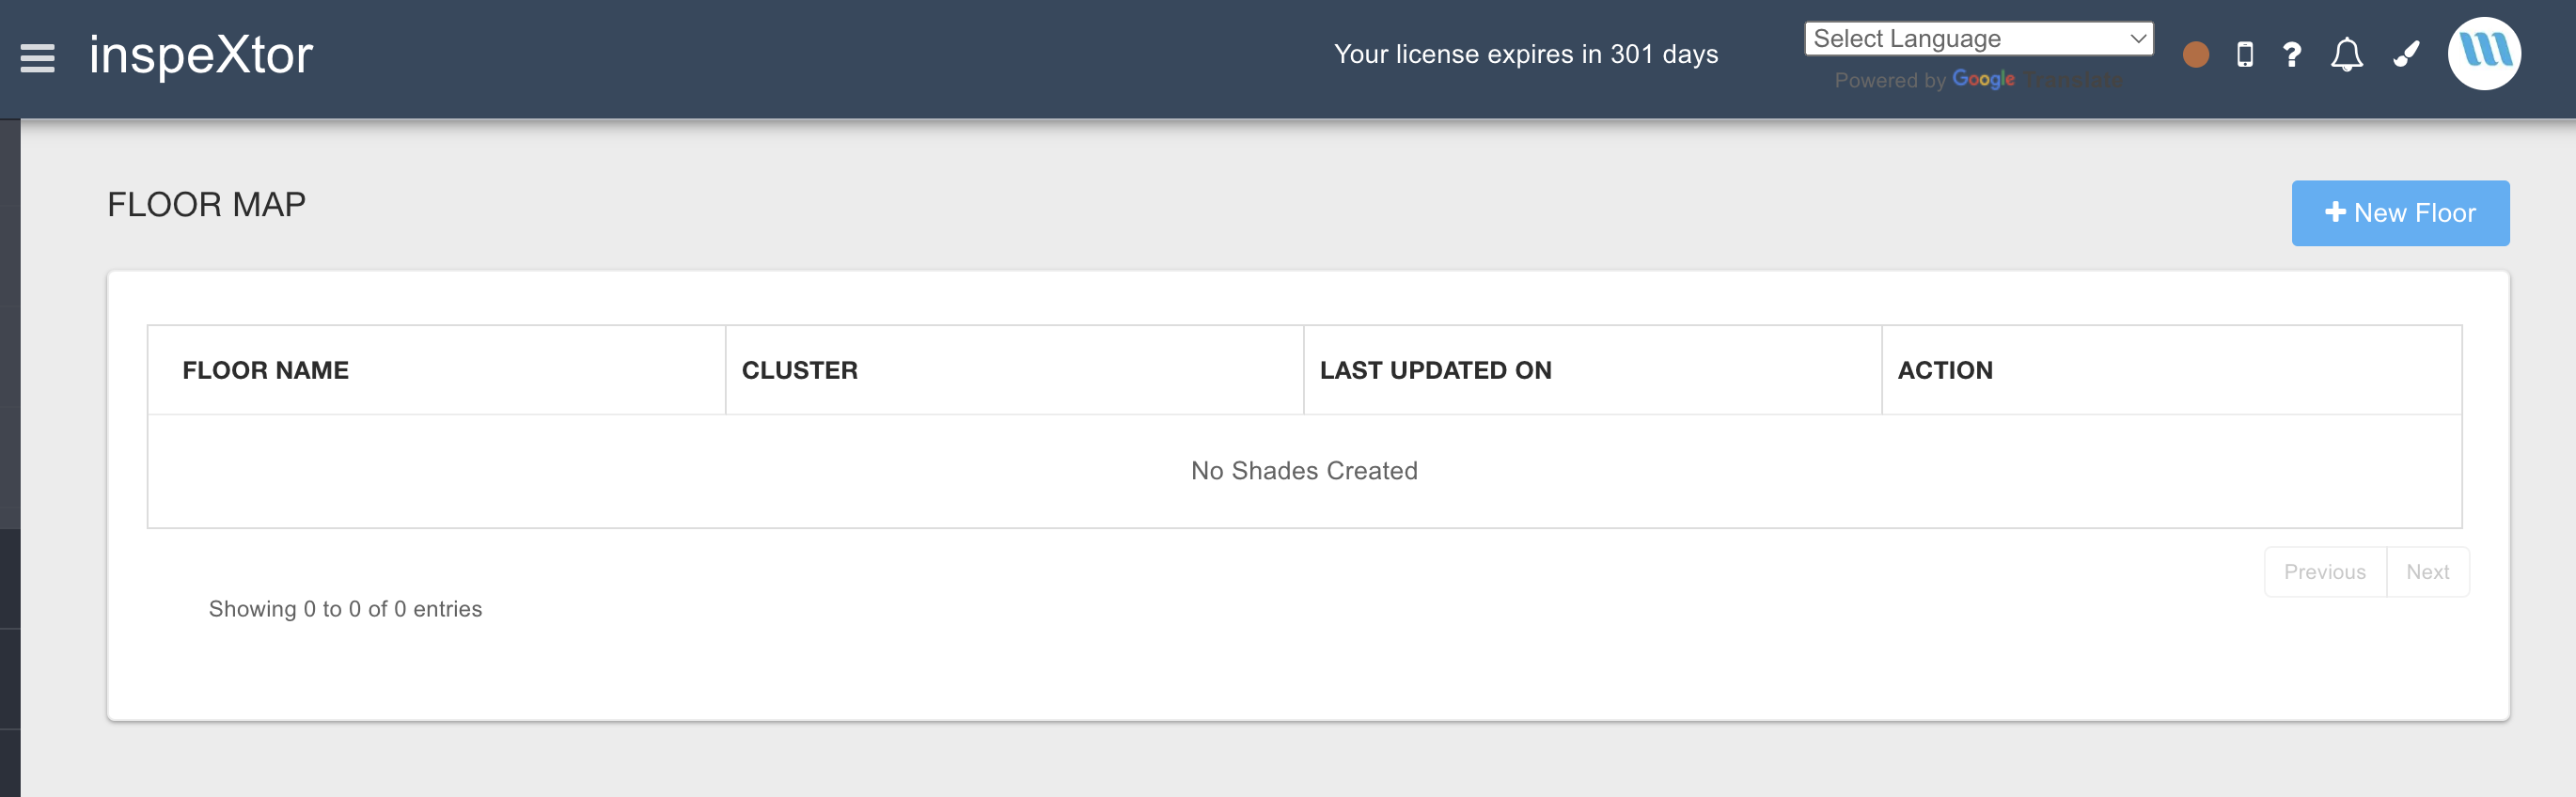 inspeXtor
Your license expires in 301 days
Select Language
Powered by Google Translate
FLOOR MAP
New Floor
FLOOR NAME
CLUSTER
LAST UPDATED ON
ACTION
No Shades Created
Previous
Next
Showing 0 to 0 of 0 entries